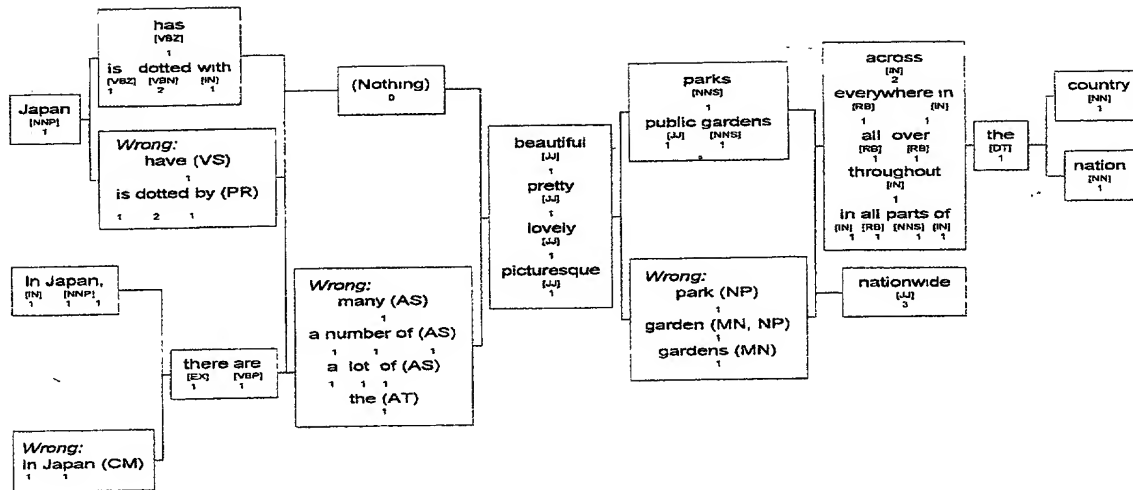 Japan
[NNP]
1
has
[VBZ]
1
is dotted with
[VBZ] [VBN] [IN]
1 2 1
Wrong:
have (VS)
1
is dotted by (PR)
1 2 1
In Japan,
[IN] [NNP]
1 1 1
Wrong:
in Japan (CM)
1 1
there are
[EX] [VBP]
1 1
(Nothing)
0
Wrong:
many (AS)
1
a number of (AS)
1 1 1
a lot of (AS)
1 1 1
the (AT)
1
beautiful
[JJ]
1
pretty
[JJ]
1
lovely
[JJ]
1
picturesque
[JJ]
1
parks
[NNS]
1
public gardens
[JJ] [NNS]
1 1
Wrong:
park (NP)
1
garden (MN, NP)
1
gardens (MN)
1
across
[IN]
2
everywhere in
[RB] [IN]
1 1
all over
[RB] [RB]
1 1
throughout
[IN]
1
in all parts of
[IN] [RB] [NNS] [IN]
1 1 1 1
nationwide
[JJ]
3
the
[DT]
1
country
[NN]
1
nation
[NN]
1